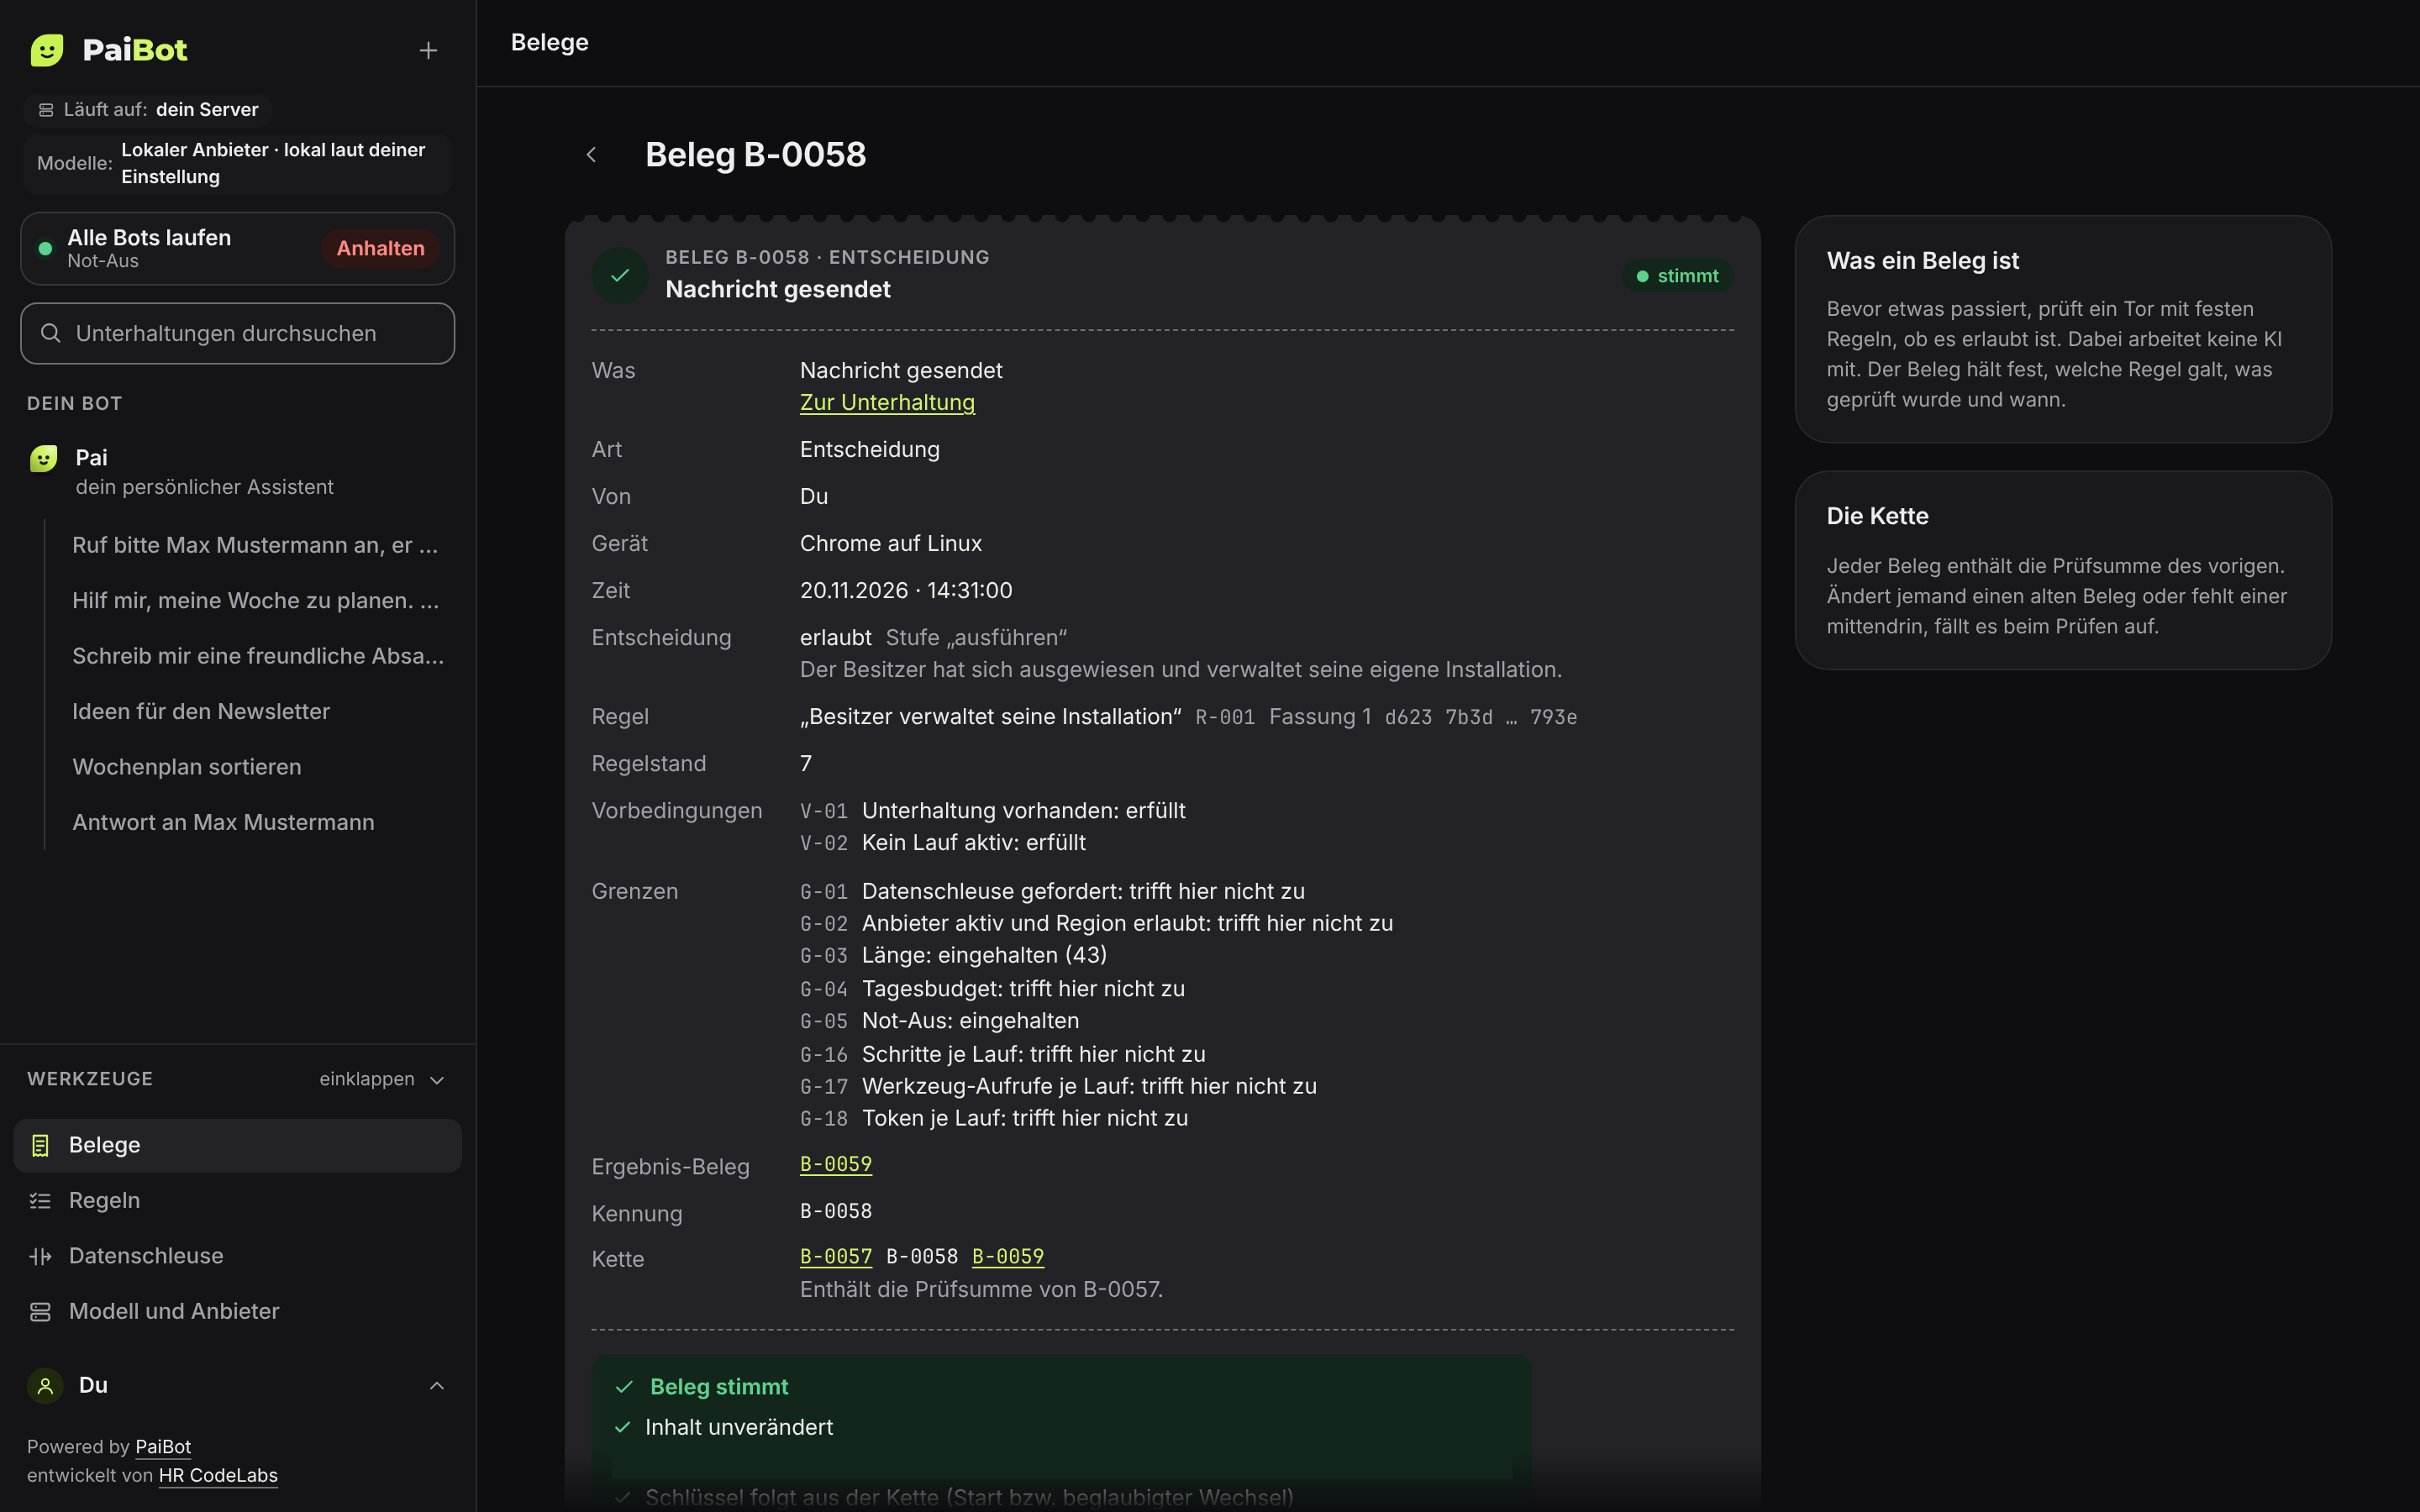 PaiBot
Läuft auf: dein Server
Modelle: Lokaler Anbieter · lokal laut deiner
Einstellung
Alle Bots laufen
Not-Aus
Anhalten
Unterhaltungen durchsuchen
DEIN BOT
Pai
dein persönlicher Assistent
Ruf bitte Max Mustermann an, er ...
Hilf mir, meine Woche zu planen. ...
Schreib mir eine freundliche Absa...
Ideen für den Newsletter
Wochenplan sortieren
Antwort an Max Mustermann
WERKZEUGE einklappen
Belege
Regeln
Datenschleuse
Modell und Anbieter
Du
Powered by PaiBot
entwickelt von HR CodeLabs
Belege
Beleg B-0058
BELEG B-0058 · ENTSCHEIDUNG
Nachricht gesendet
stimmt
Was Nachricht gesendet
Zur Unterhaltung
Art Entscheidung
Von Du
Gerät Chrome auf Linux
Zeit 20.11.2026 · 14:31:00
Entscheidung erlaubt Stufe „ausführen“
Der Besitzer hat sich ausgewiesen und verwaltet seine eigene Installation.
Regel „Besitzer verwaltet seine Installation“ R-001 Fassung 1 d623 7b3d … 793e
Regelstand 7
Vorbedingungen V-01 Unterhaltung vorhanden: erfüllt
V-02 Kein Lauf aktiv: erfüllt
Grenzen G-01 Datenschleuse gefordert: trifft hier nicht zu
G-02 Anbieter aktiv und Region erlaubt: trifft hier nicht zu
G-03 Länge: eingehalten (43)
G-04 Tagesbudget: trifft hier nicht zu
G-05 Not-Aus: eingehalten
G-16 Schritte je Lauf: trifft hier nicht zu
G-17 Werkzeug-Aufrufe je Lauf: trifft hier nicht zu
G-18 Token je Lauf: trifft hier nicht zu
Ergebnis-Beleg B-0059
Kennung B-0058
Kette B-0057 B-0058 B-0059
Enthält die Prüfsumme von B-0057.
Beleg stimmt
Inhalt unverändert
Schlüssel folgt aus der Kette (Start bzw. beglaubigter Wechsel)
Was ein Beleg ist
Bevor etwas passiert, prüft ein Tor mit festen
Regeln, ob es erlaubt ist. Dabei arbeitet keine KI
mit. Der Beleg hält fest, welche Regel galt, was
geprüft wurde und wann.
Die Kette
Jeder Beleg enthält die Prüfsumme des vorigen.
Ändert jemand einen alten Beleg oder fehlt einer
mittendrin, fällt es beim Prüfen auf.